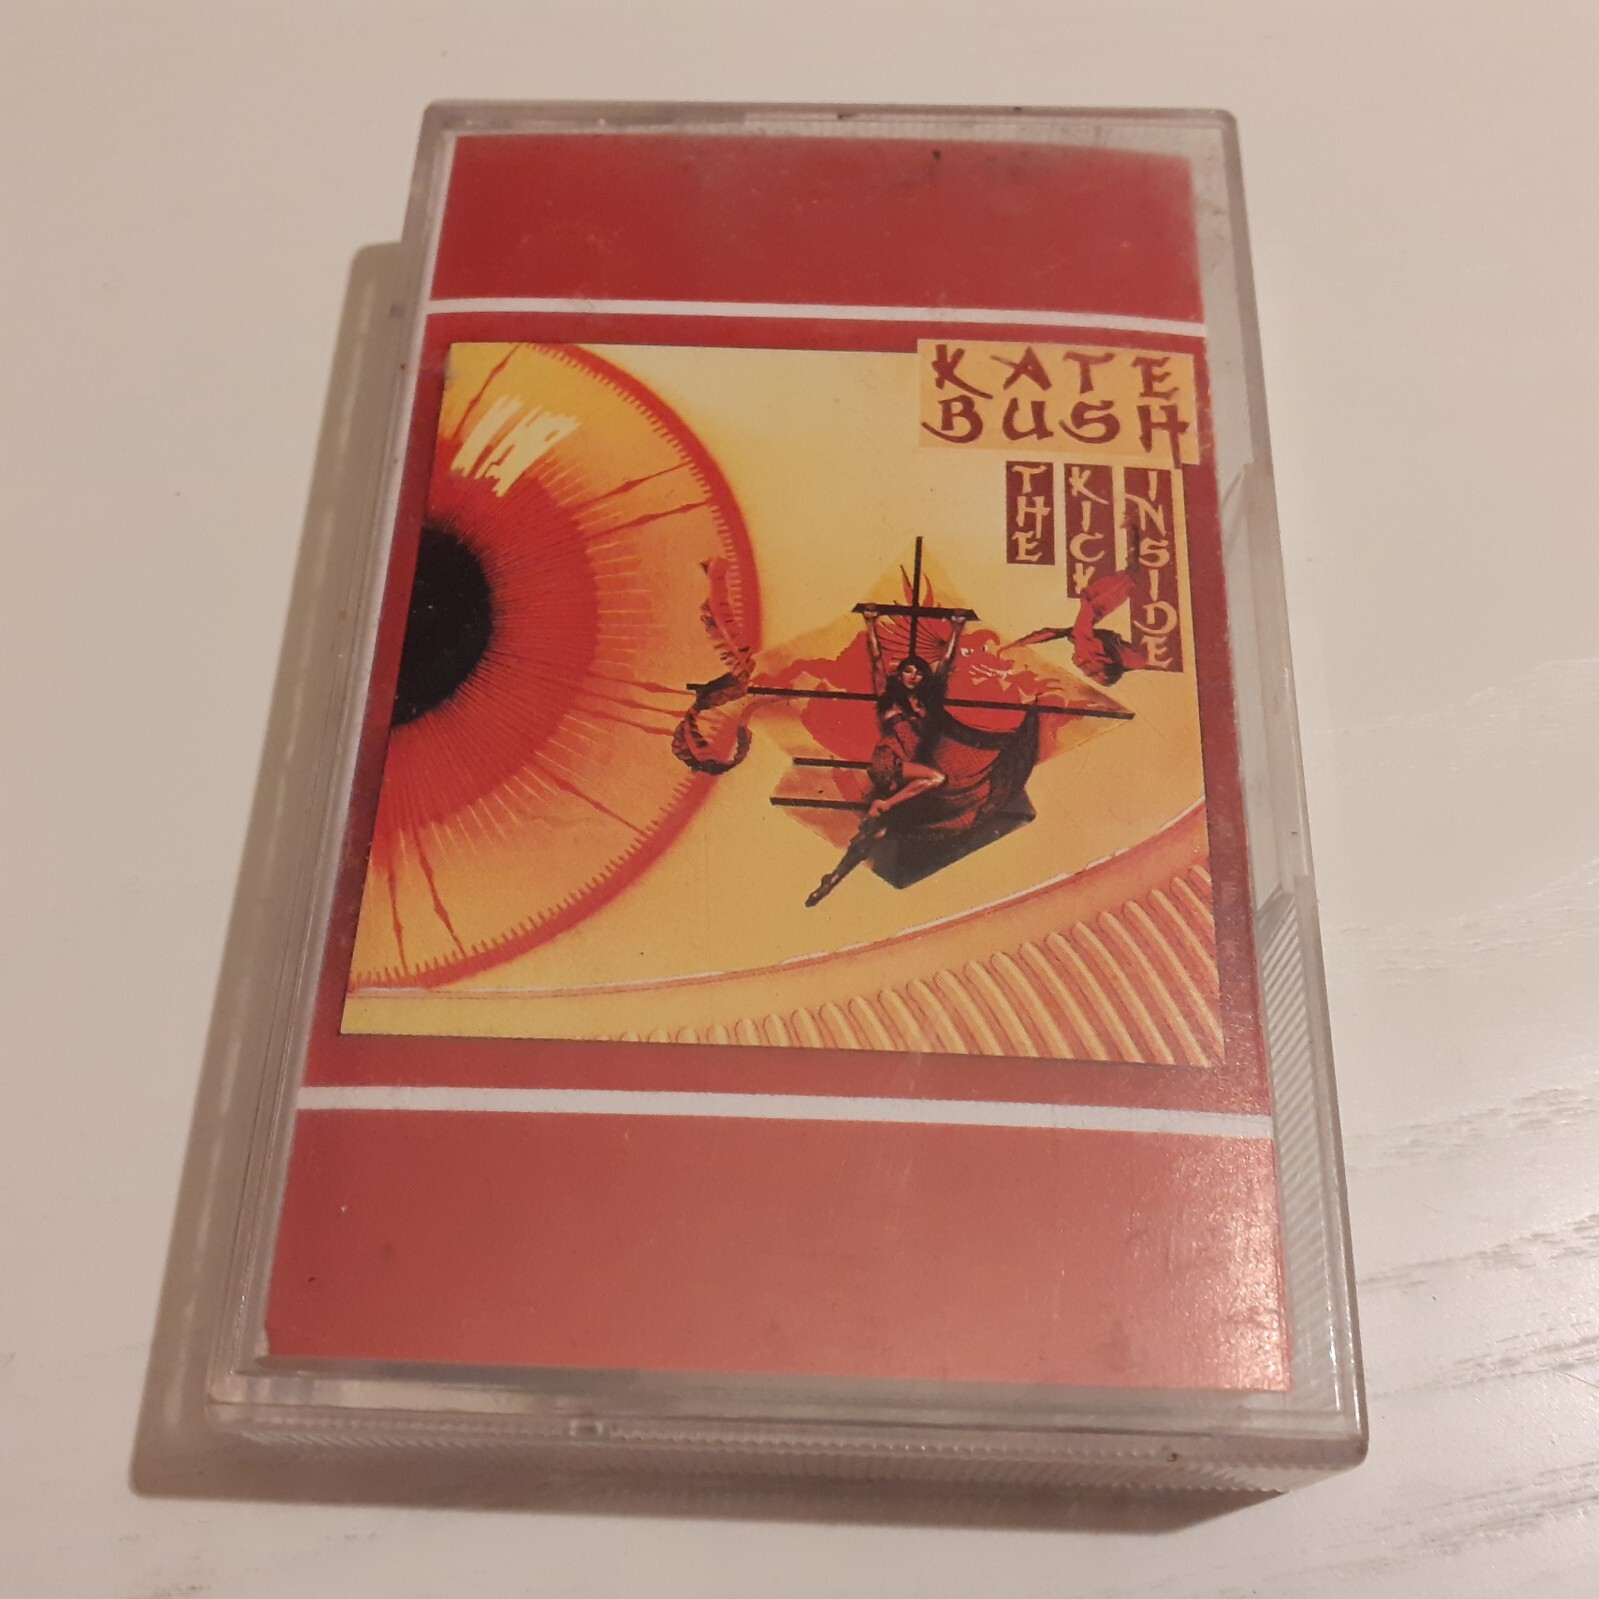 KATE
BUSH
THE
KICK
INSIDE